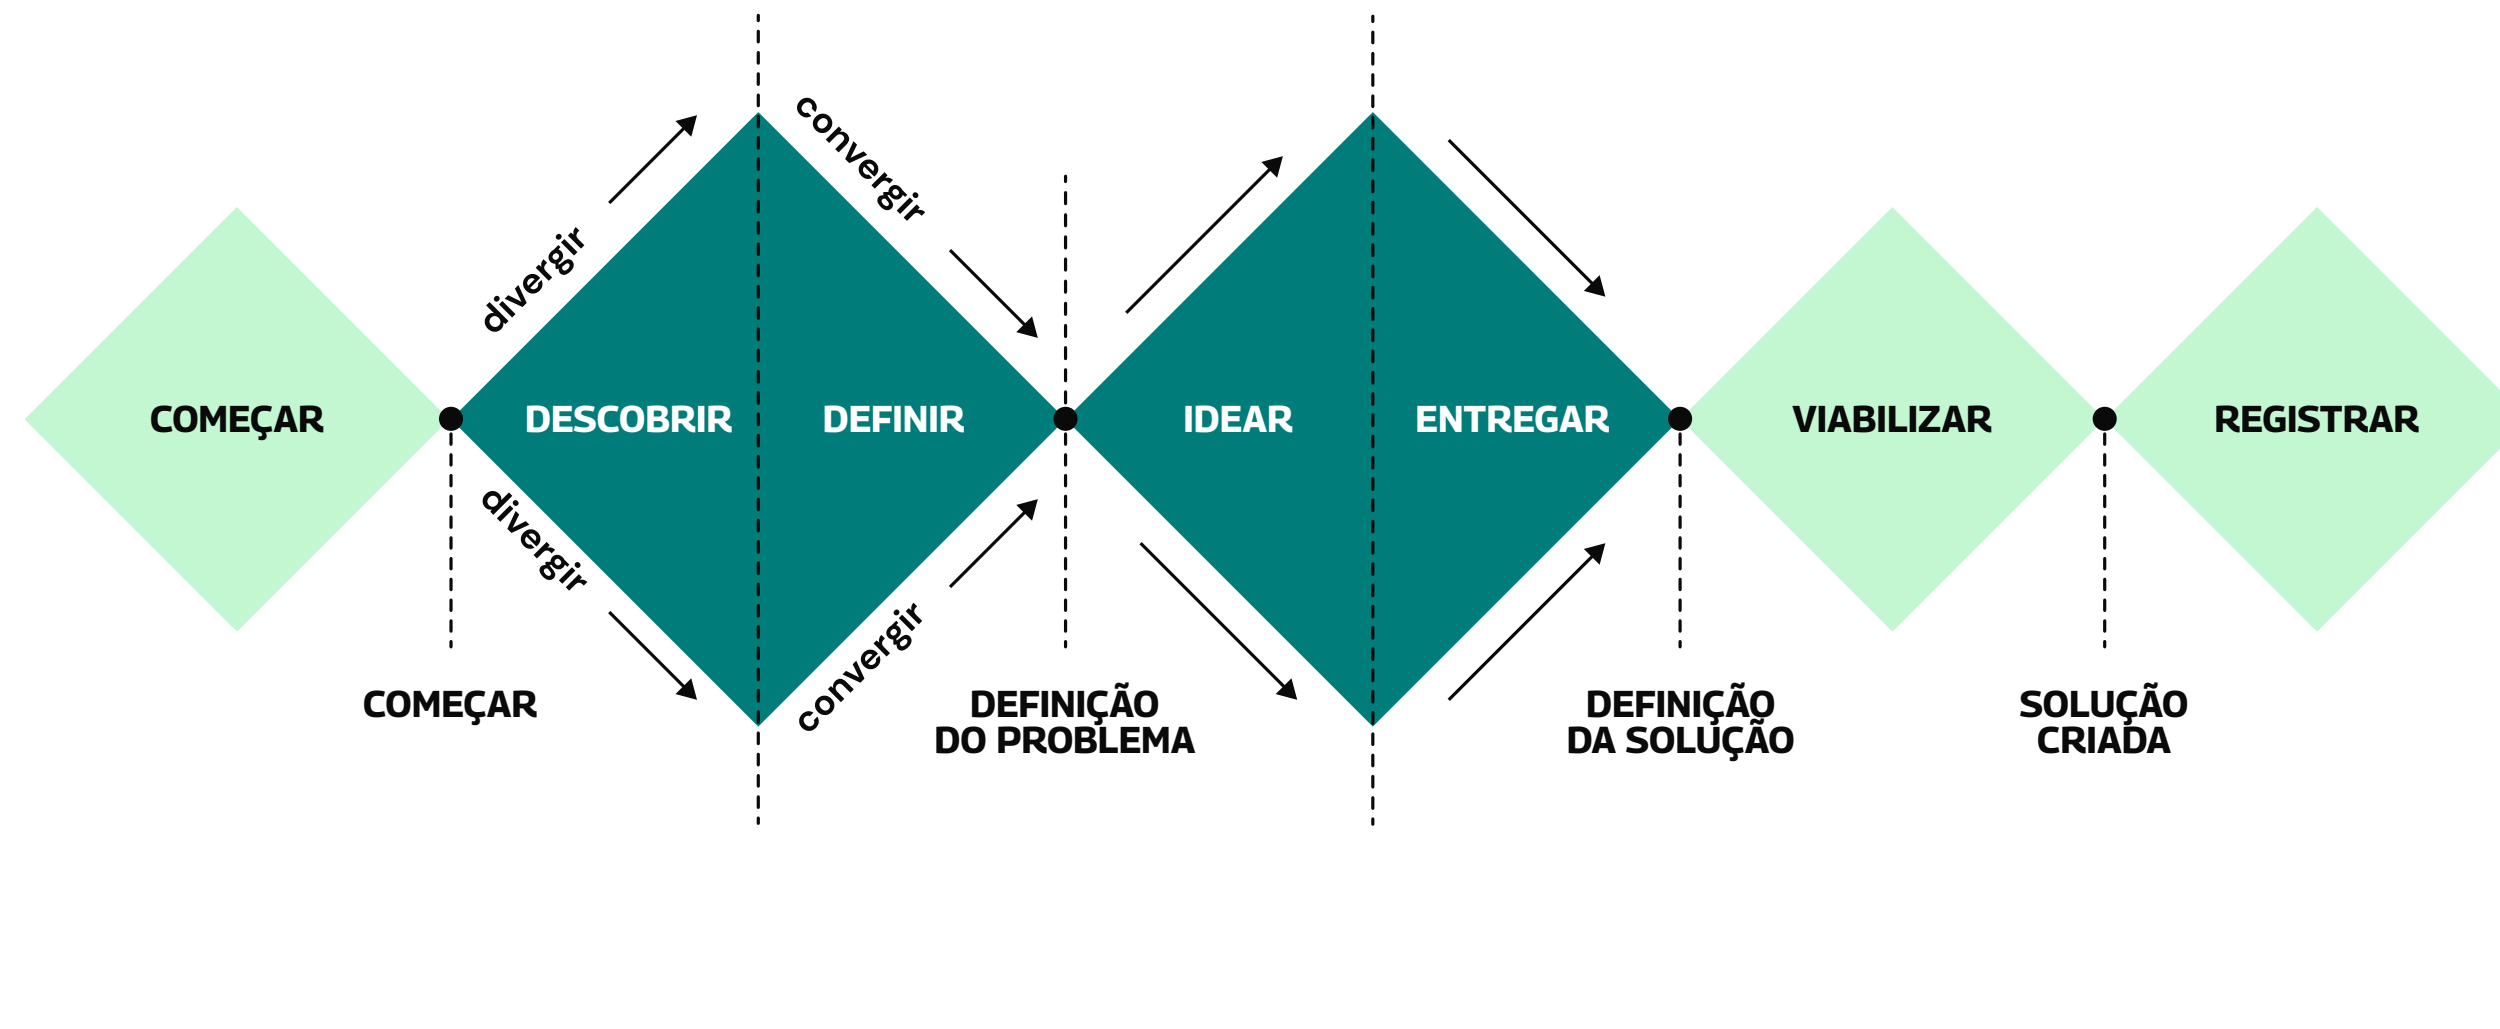 convergir
divergir
COMEÇAR
DESCOBRIR
DEFINIR
IDEAR
ENTREGAR
VIABILIZAR
REGISTRAR
divergir
convergir
COMEÇAR
DEFINIÇÃO
DO PROBLEMA
DEFINIÇÃO
DA SOLUÇÃO
SOLUÇÃO
CRIADA